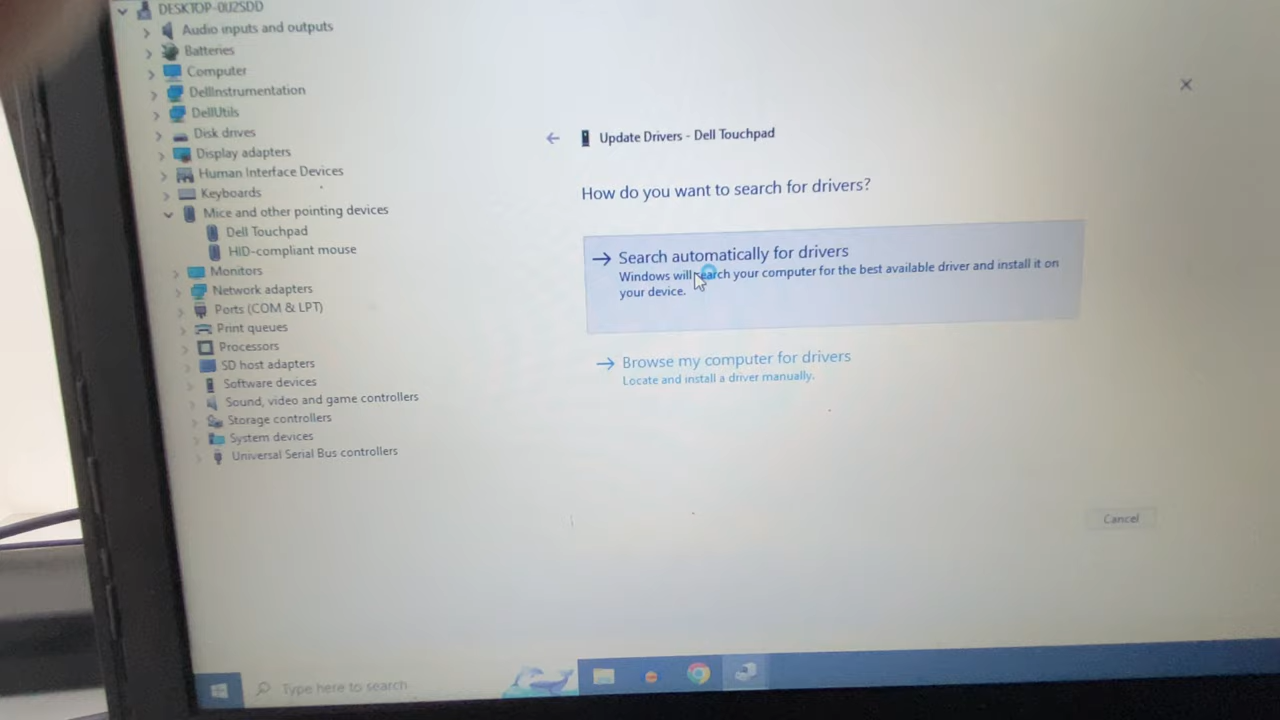 DESKTOP-0U2SDD
Audio inputs and outputs
Batteries
Computer
DellInstrumentation
DellUtils
Disk drives
Display adapters
Human Interface Devices
Keyboards
Mice and other pointing devices
Dell Touchpad
HID-compliant mouse
Monitors
Network adapters
Ports (COM & LPT)
Print queues
Processors
SD host adapters
Software devices
Sound, video and game controllers
Storage controllers
System devices
Universal Serial Bus controllers
Update Drivers - Dell Touchpad
How do you want to search for drivers?
Search automatically for drivers
Windows will search your computer for the best available driver and install it on
your device.
Browse my computer for drivers
Locate and install a driver manually.
Cancel
Type here to search